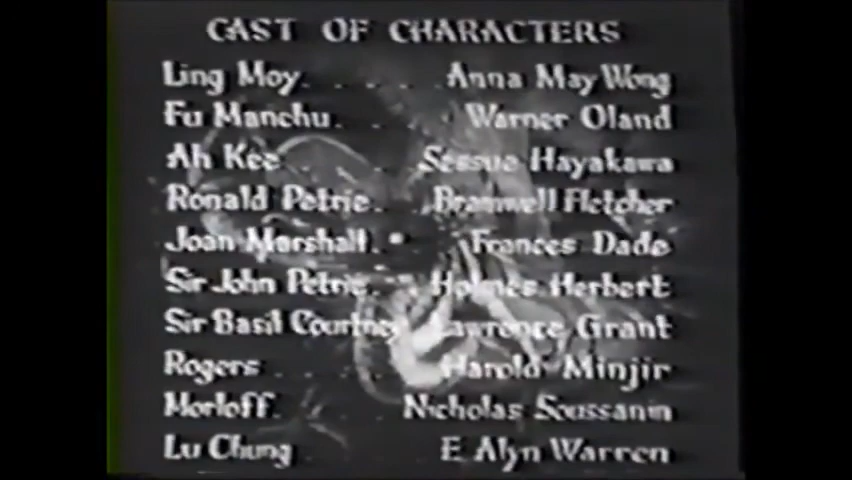 CAST OF CHARACTERS
Ling Moy . . . . . . Anna May Wong
Fu Manchu . . . . Warner Oland
Ah Kee . . . . Sessue Hayakawa
Ronald Petrie . . . Bramwell Fletcher
Joan Marshall . . . Frances Dade
Sir John Petrie . . . Holmes Herbert
Sir Basil Courtney Lawrence Grant
Rogers . . . . Harold Minjir
Morloff . . . . Nicholas Soussanin
Lu Chung . . . . E Alyn Warren